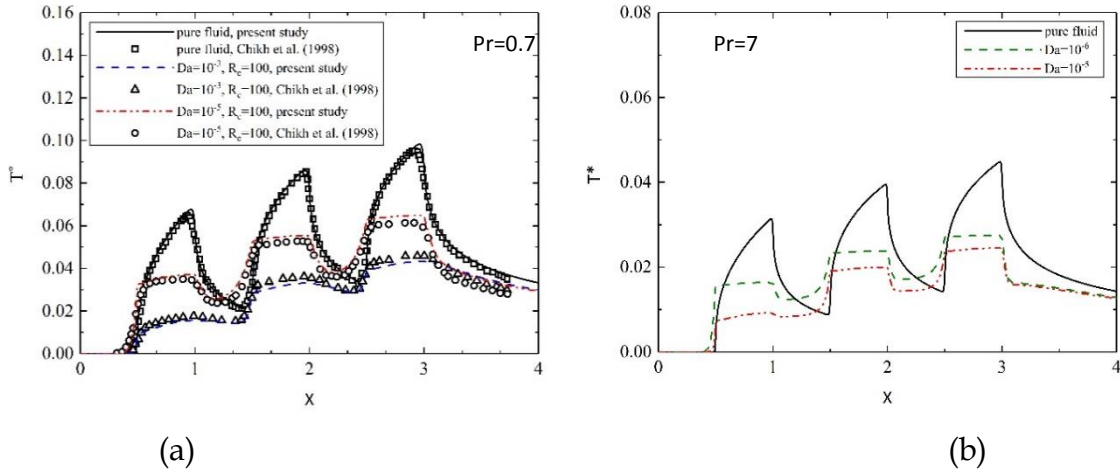 0.16
0.14
0.12
0.10
0.08
0.06
0.04
0.02
0.00
T*
pure fluid, present study
pure fluid, Chikh et al. (1998)
Da=10⁻³, Rc=100, present study
Da=10⁻³, Rc=100, Chikh et al. (1998)
Da=10⁻⁵, Rc=100, present study
Da=10⁻⁵, Rc=100, Chikh et al. (1998)
Pr=0.7
0 1 2 3 4
X
(a)
0.08
0.06
0.04
0.02
0.00
T*
Pr=7
pure fluid
Da=10⁻⁶
Da=10⁻⁵
0 1 2 3 4
X
(b)